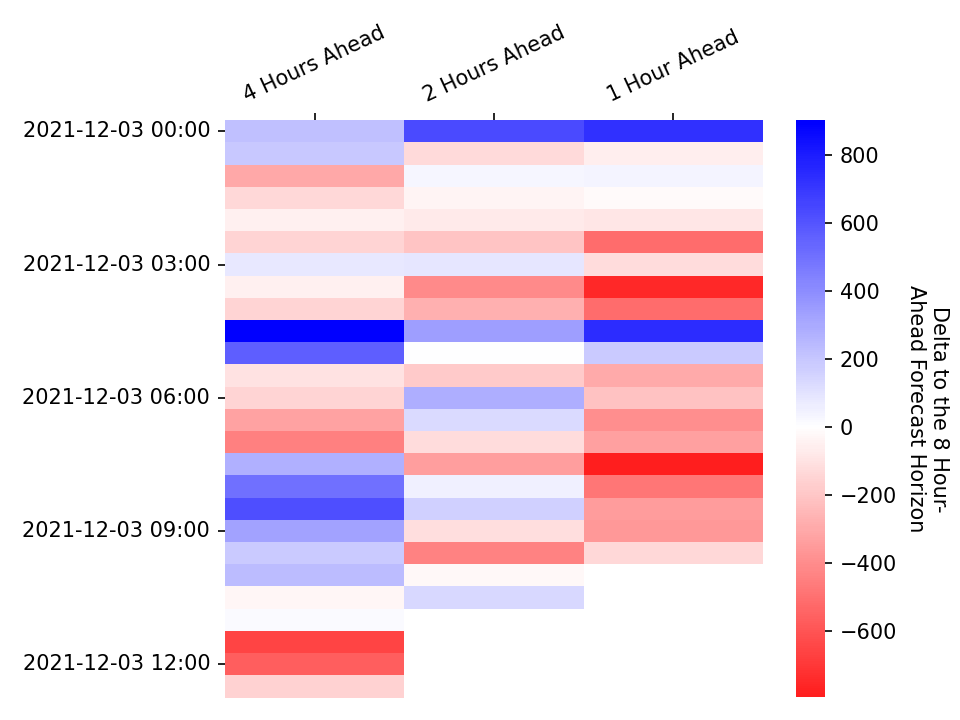 4 Hours Ahead
2 Hours Ahead
1 Hour Ahead
2021-12-03 00:00
2021-12-03 03:00
2021-12-03 06:00
2021-12-03 09:00
2021-12-03 12:00
800
600
400
200
0
−200
−400
−600
Delta to the 8 Hour-
Ahead Forecast Horizon